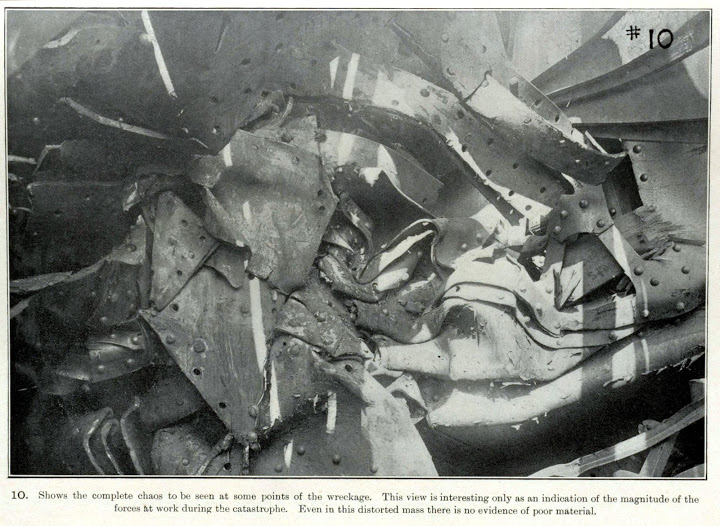 #10
10. Shows the complete chaos to be seen at some points of the wreckage. This view is interesting only as an indication of the magnitude of the
forces at work during the catastrophe. Even in this distorted mass there is no evidence of poor material.